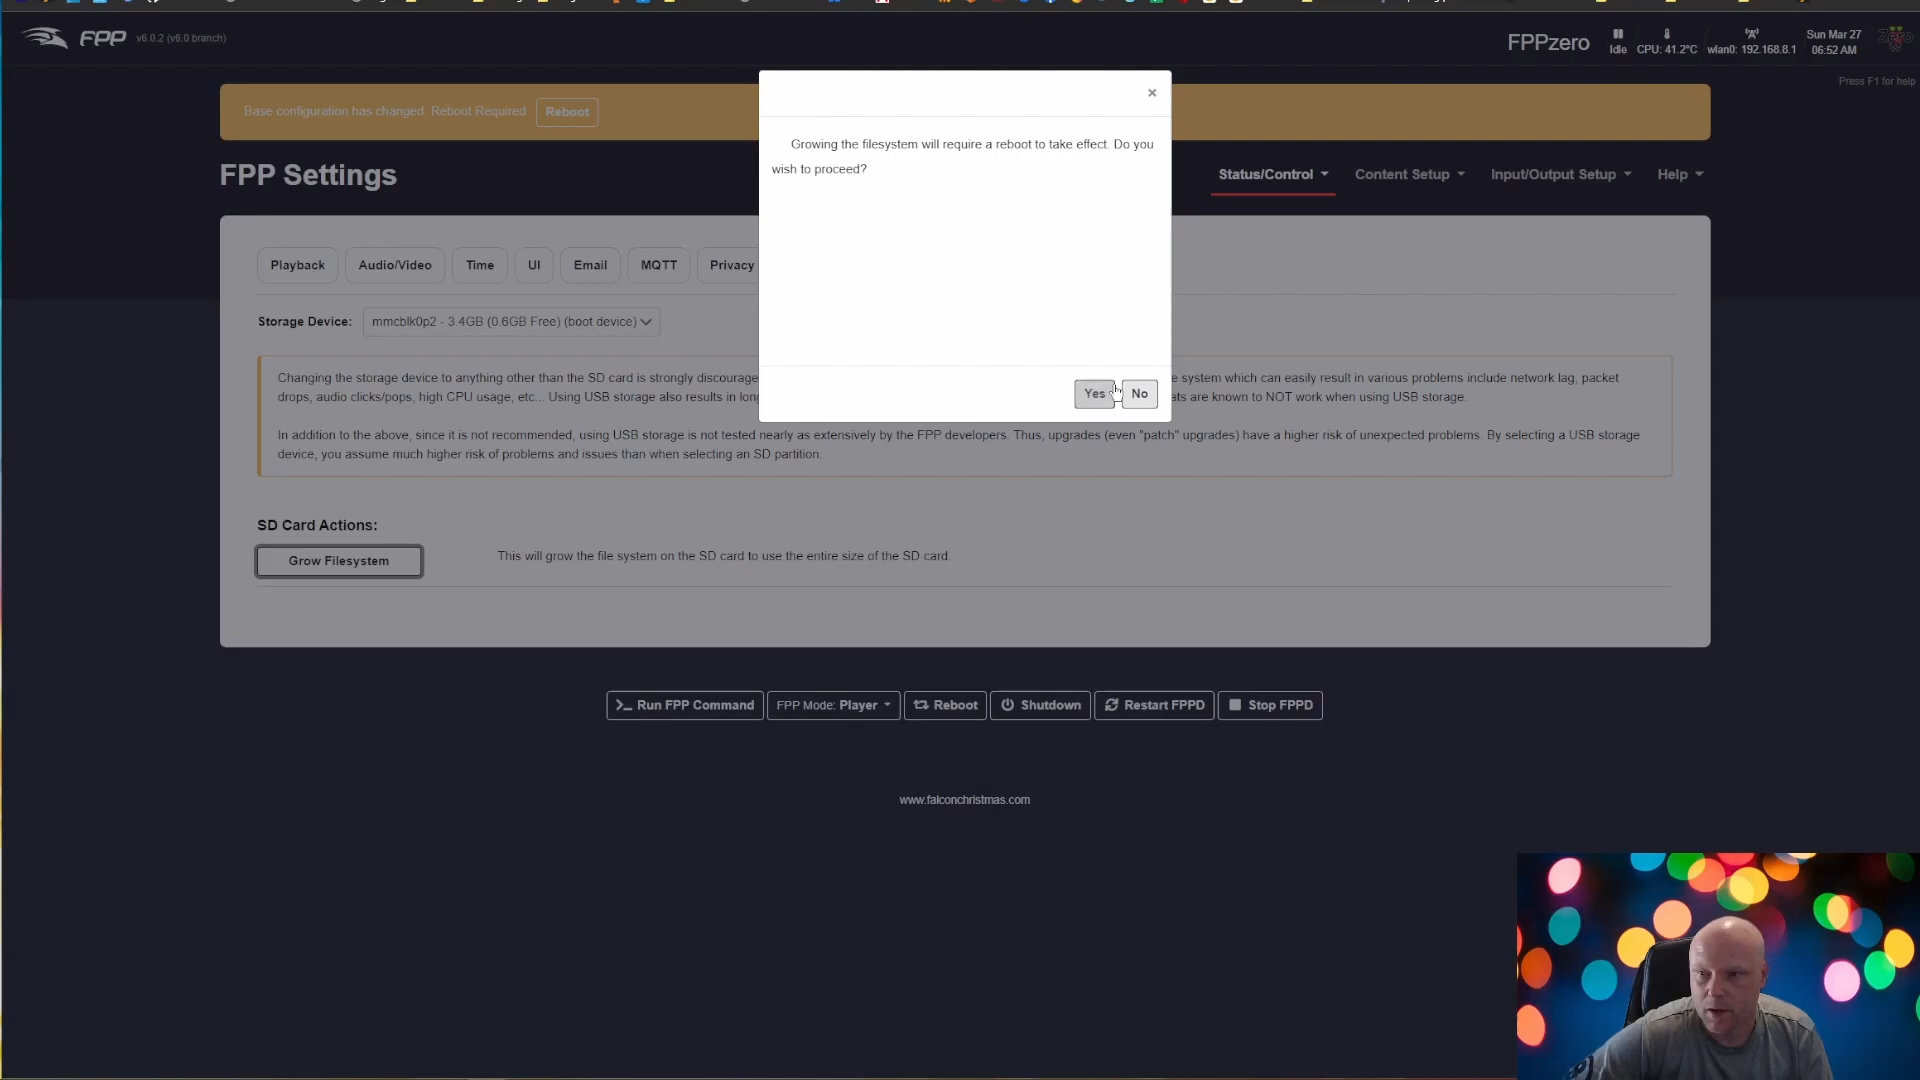 FPP v6.0.2 (v6.0 branch)
FPPzero
Idle
CPU: 41.2°C
wlan0: 192.168.8.1
Sun Mar 27
06:52 AM
Press F1 for help
Base configuration has changed. Reboot Required Reboot
×
Growing the filesystem will require a reboot to take effect. Do you
wish to proceed?
Yes No
FPP Settings
Status/Control Content Setup Input/Output Setup Help
Playback Audio/Video Time UI Email MQTT Privacy
Storage Device: mmcblk0p2 - 3.4GB (0.6GB Free) (boot device)
Changing the storage device to anything other than the SD card is strongly discourage e system which can easily result in various problems include network lag, packet
drops, audio clicks/pops, high CPU usage, etc... Using USB storage also results in lon ats are known to NOT work when using USB storage.
In addition to the above, since it is not recommended, using USB storage is not tested nearly as extensively by the FPP developers. Thus, upgrades (even "patch" upgrades) have a higher risk of unexpected problems. By selecting a USB storage
device, you assume much higher risk of problems and issues than when selecting an SD partition.
SD Card Actions:
Grow Filesystem This will grow the file system on the SD card to use the entire size of the SD card.
Run FPP Command FPP Mode: Player Reboot Shutdown Restart FPPD Stop FPPD
www.falconchristmas.com